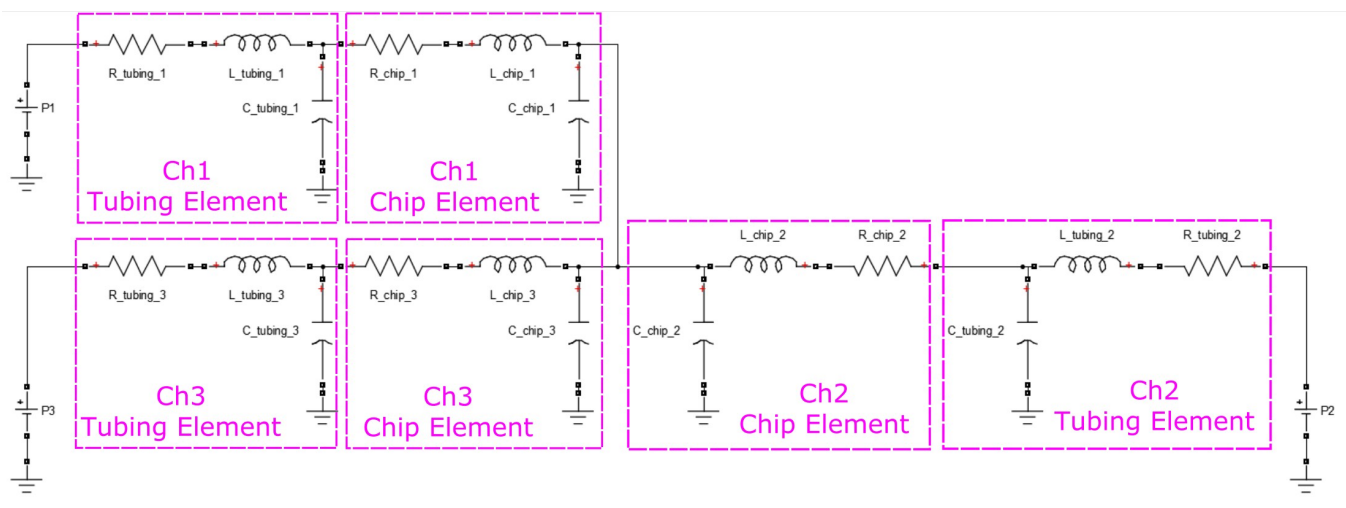 R_tubing_1
L_tubing_1
C_tubing_1
Ch1
Tubing Element
R_chip_1
L_chip_1
C_chip_1
Ch1
Chip Element
P1
R_tubing_3
L_tubing_3
C_tubing_3
Ch3
Tubing Element
R_chip_3
L_chip_3
C_chip_3
Ch3
Chip Element
P3
L_chip_2
R_chip_2
C_chip_2
Ch2
Chip Element
L_tubing_2
R_tubing_2
C_tubing_2
Ch2
Tubing Element
P2